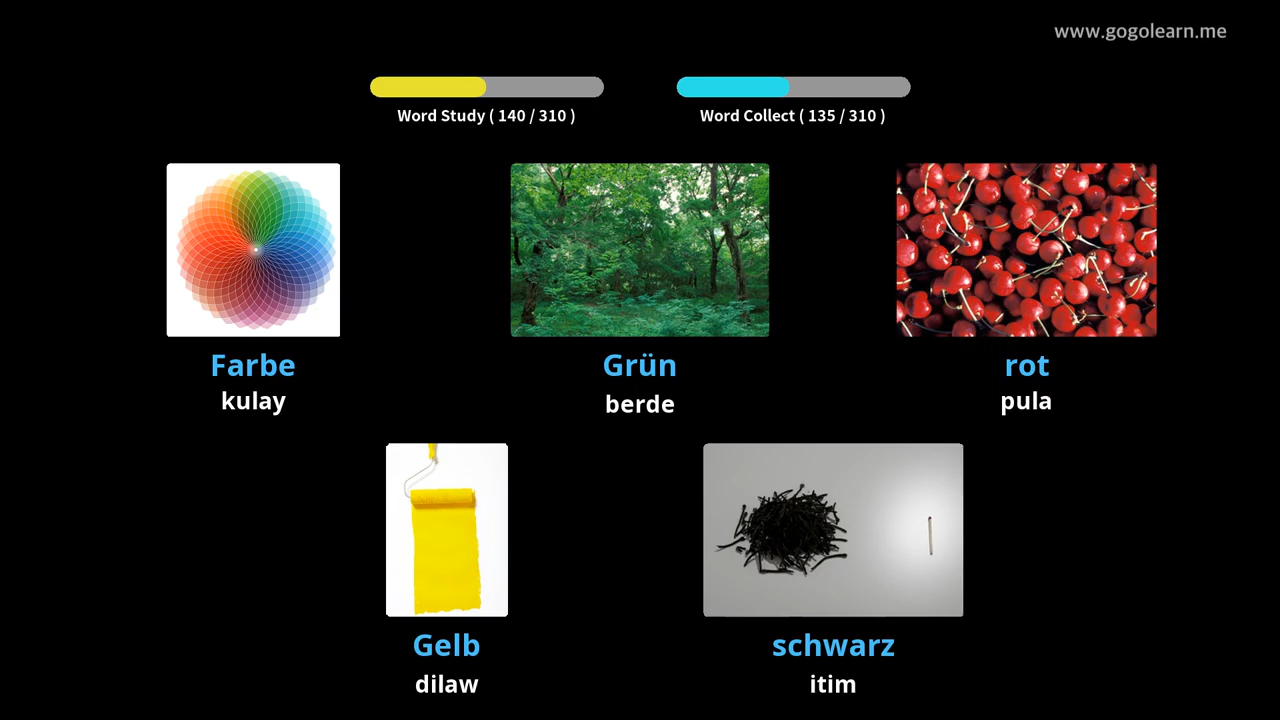 www.gogolearn.me
Word Study ( 140 / 310 )
Word Collect ( 135 / 310 )
Farbe
kulay
Grün
berde
rot
pula
Gelb
dilaw
schwarz
itim